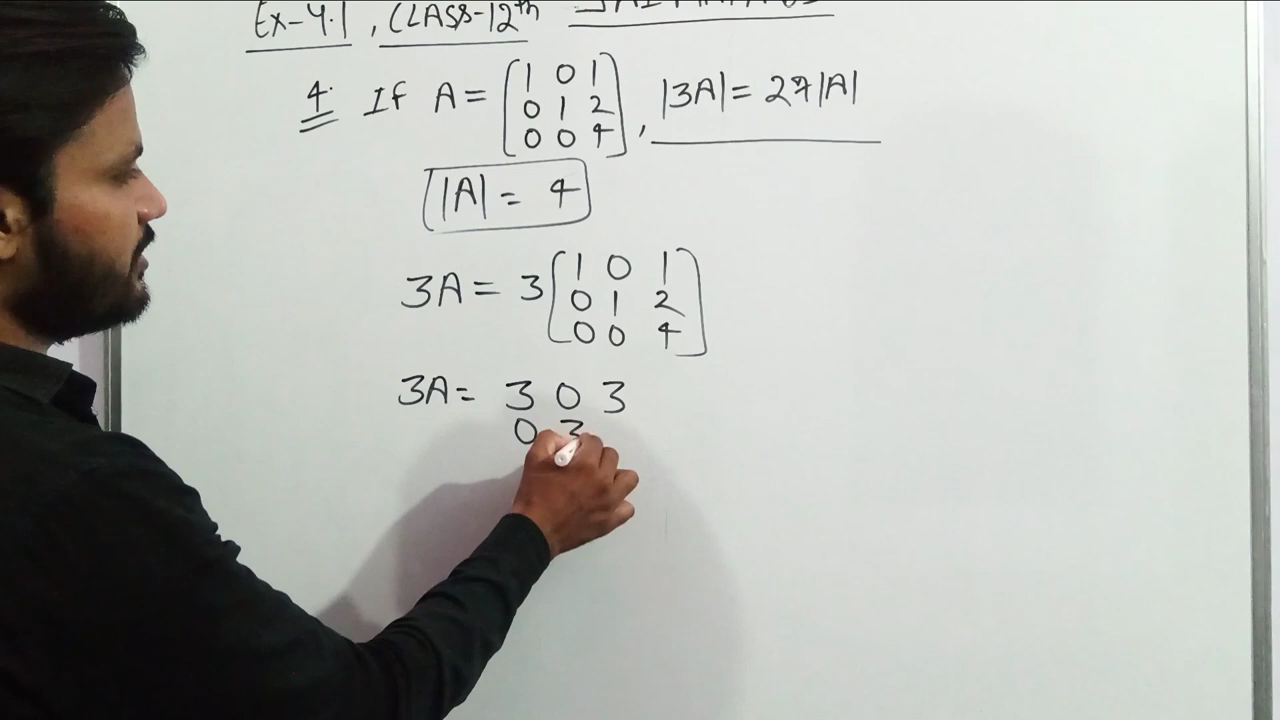 Ex-4.1, CLASS-12th
4. If A = [1 0 1
0 1 2
0 0 4], |3A| = 27|A|
|A| = 4
3A = 3[1 0 1
0 1 2
0 0 4]
3A = 3 0 3
0 3